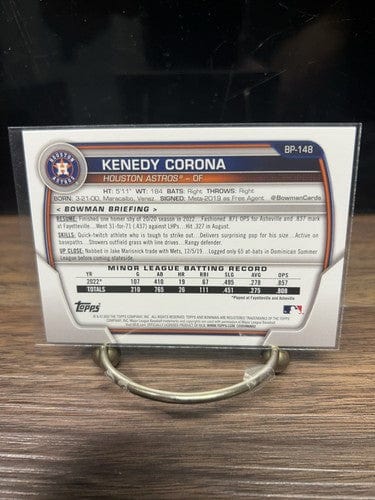 HOUSTON ASTROS
BP-148
KENEDY CORONA
HOUSTON ASTROS® - OF
HT: 5'11" WT: 184 BATS: Right THROWS: Right
BORN: 3-21-00, Maracaibo, Venez. SIGNED: Mets-2019 as Free Agent @BowmanCards
< BOWMAN BRIEFING >
RESUME: Finished one homer shy of 20/20 season in 2022. Fashioned .871 OPS for Asheville and .837 mark
at Fayetteville...Went 31-for-71 (.437) against LHPs...Hit .327 in August.
SKILLS: Quick-twitch athlete who is tough to strike out. Delivers surprising pop for his size...Active on
basepaths...Showers outfield grass with line drives...Rangy defender.
UP CLOSE: Nabbed in Jake Marisnick trade with Mets, 12/5/19...Logged only 65 at-bats in Dominican Summer
League before coming stateside.
MINOR LEAGUE BATTING RECORD
YR G AB HR RBI SLG AVG OPS
2022* 107 410 19 67 .495 .278 .857
TOTALS 210 765 26 111 .451 .275 .808
*Played at Fayetteville and Asheville
Topps